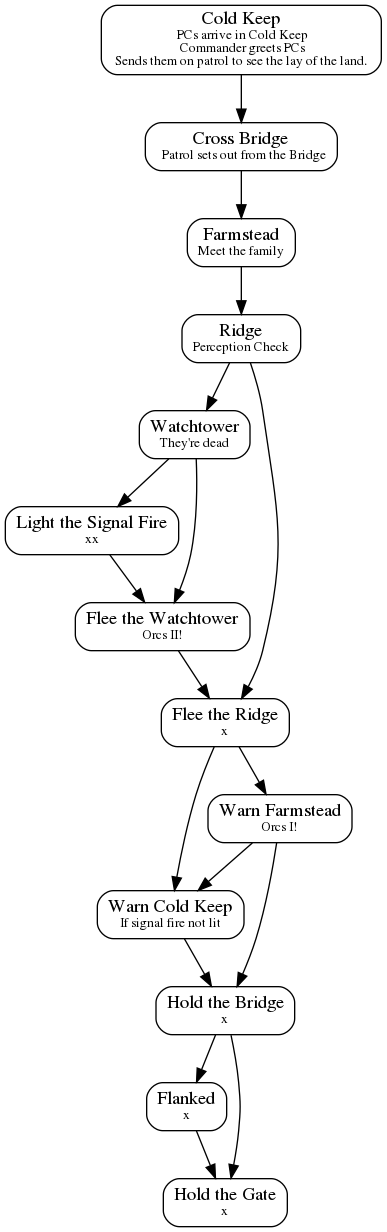 Cold Keep
PCs arrive in Cold Keep
Commander greets PCs
Sends them on patrol to see the lay of the land.
Cross Bridge
Patrol sets out from the Bridge
Farmstead
Meet the family
Ridge
Perception Check
Watchtower
They're dead
Light the Signal Fire
xx
Flee the Watchtower
Orcs II!
Flee the Ridge
x
Warn Farmstead
Orcs I!
Warn Cold Keep
If signal fire not lit
Hold the Bridge
x
Flanked
x
Hold the Gate
x